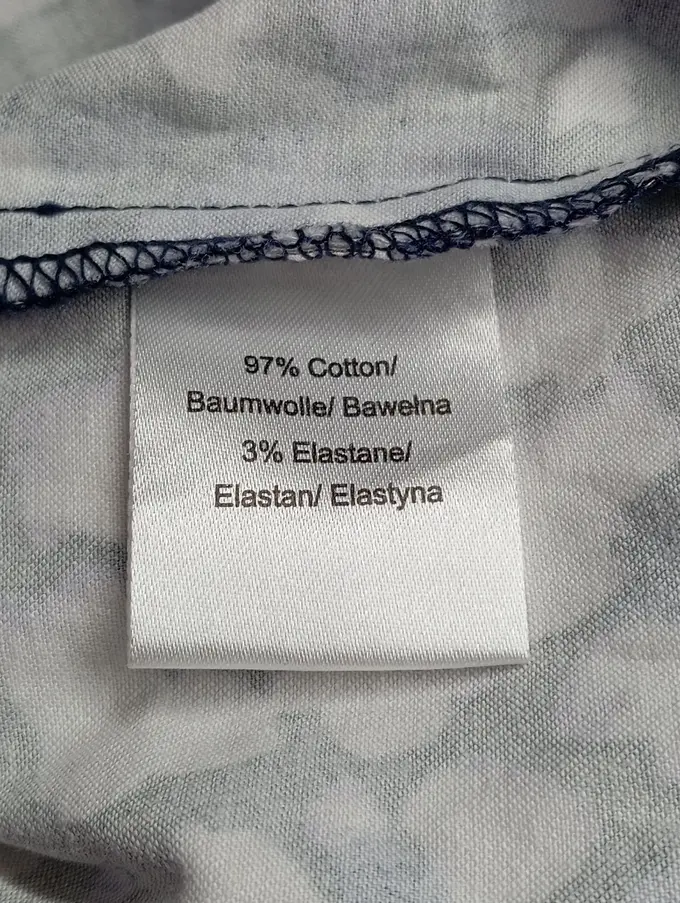 97% Cotton/
Baumwolle/ Bawełna
3% Elastane/
Elastan/ Elastyna